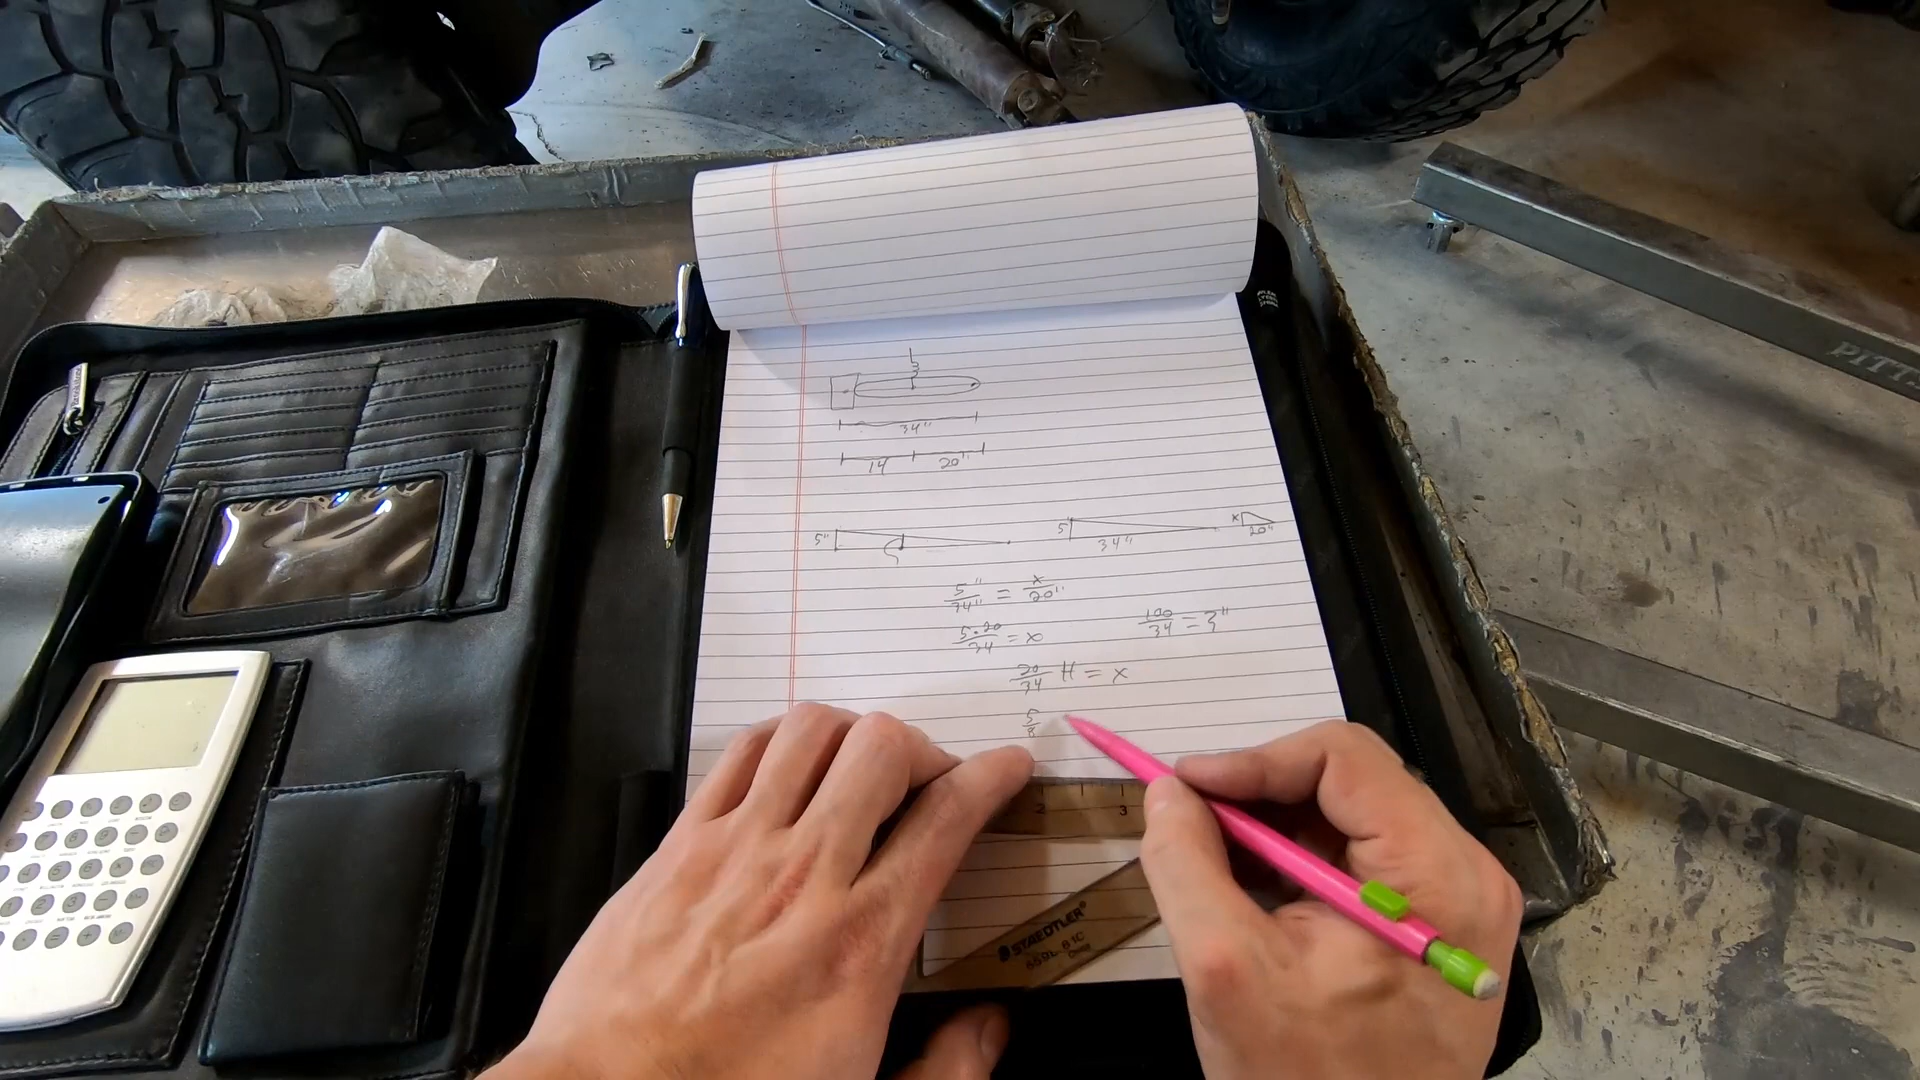 34"
14 20"
5" 5 34" x 20"
5"/34" = x/20"
5·20/34 = x 100/34 = 3"
20/34 H = x
5/8
2 3
STAEDTLER®
PITTS